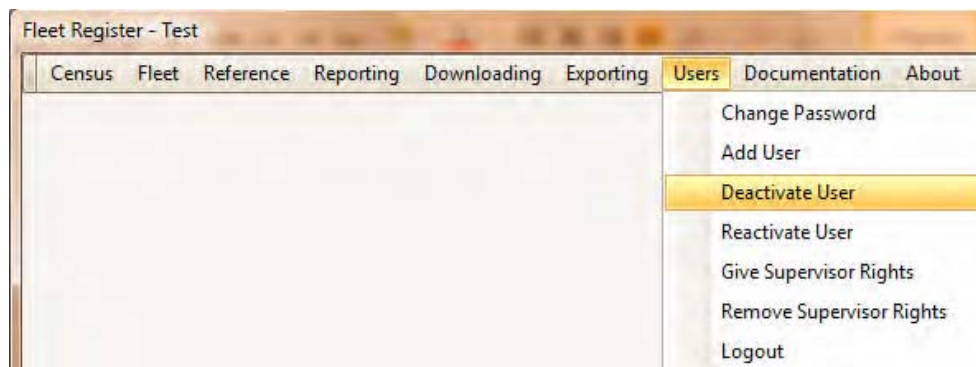 Fleet Register - Test
Census Fleet Reference Reporting Downloading Exporting Users Documentation About
Change Password
Add User
Deactivate User
Reactivate User
Give Supervisor Rights
Remove Supervisor Rights
Logout